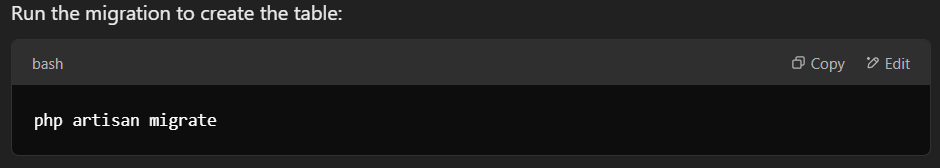 Run the migration to create the table:
bash Copy Edit
php artisan migrate